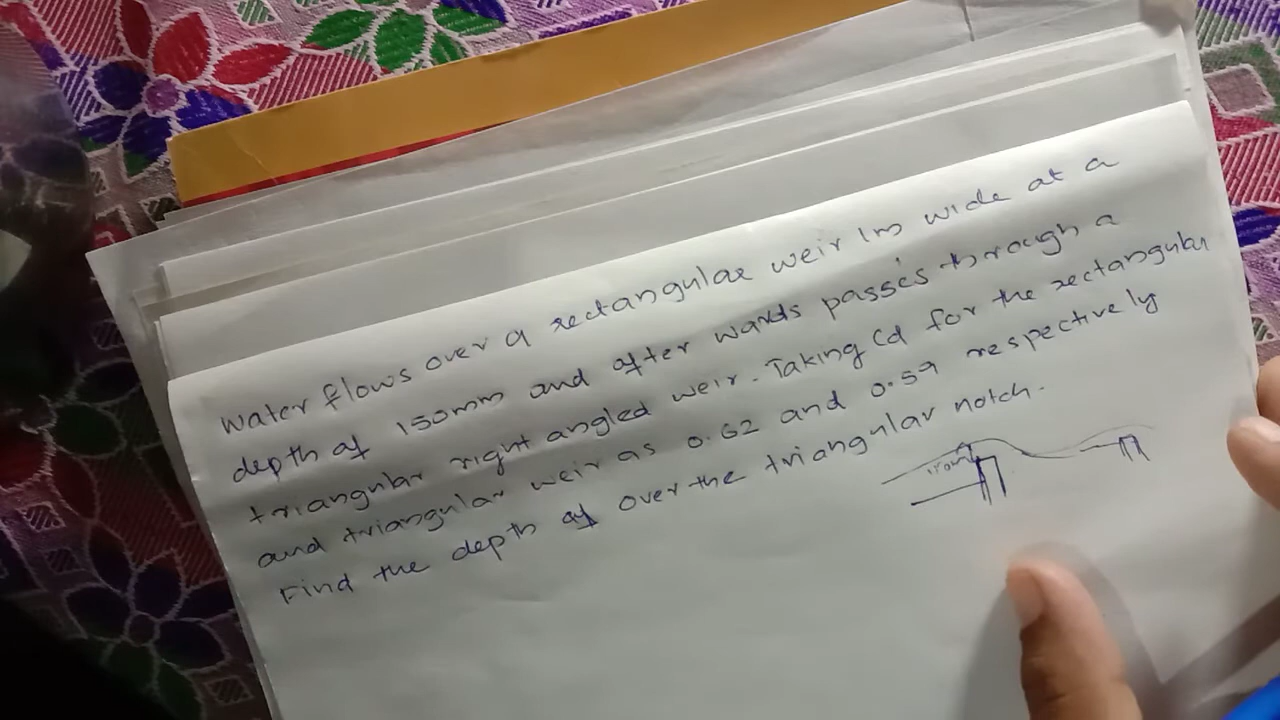 Water flows over a rectangular weir 1m wide at a
depth of 150mm and after wards passes through a
triangular right angled weir. Taking Cd for the rectangular
and triangular weir as 0.62 and 0.59 respectively
Find the depth of over the triangular notch.